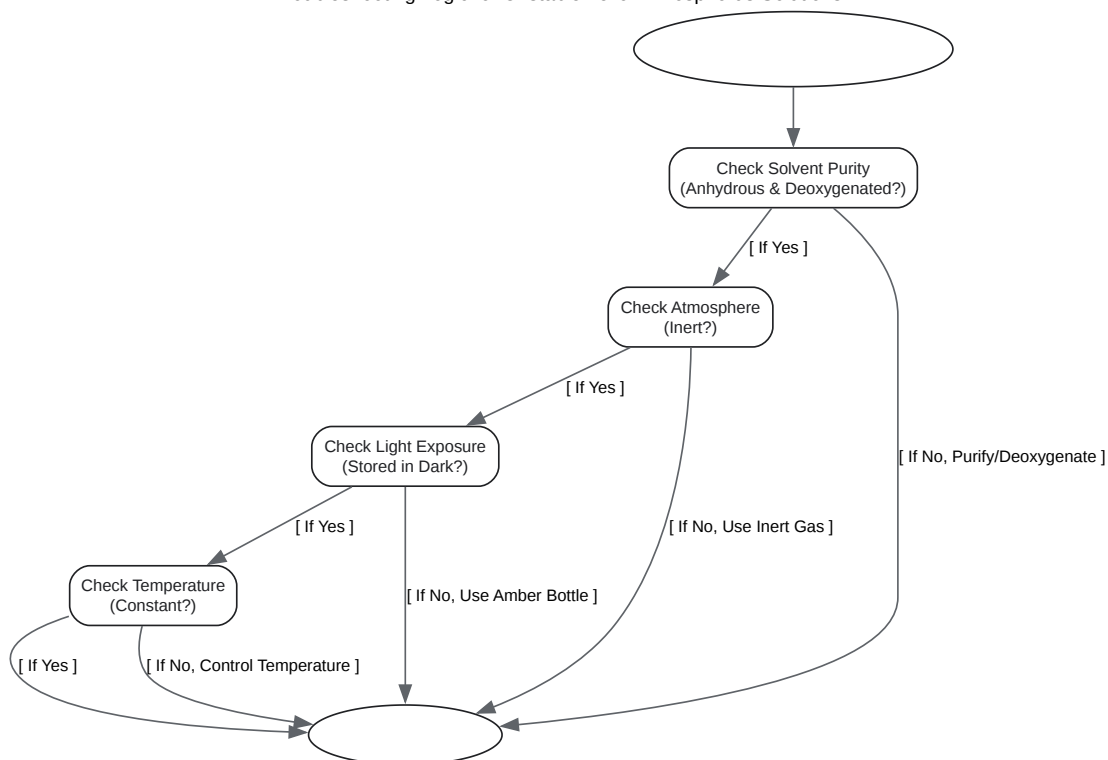 Check Solvent Purity
(Anhydrous & Deoxygenated?)
[ If Yes ]
Check Atmosphere
(Inert?)
[ If Yes ]
Check Light Exposure
(Stored in Dark?)
[ If No, Purify/Deoxygenate ]
[ If Yes ]
[ If No, Use Inert Gas ]
Check Temperature
(Constant?)
[ If No, Use Amber Bottle ]
[ If Yes ]
[ If No, Control Temperature ]